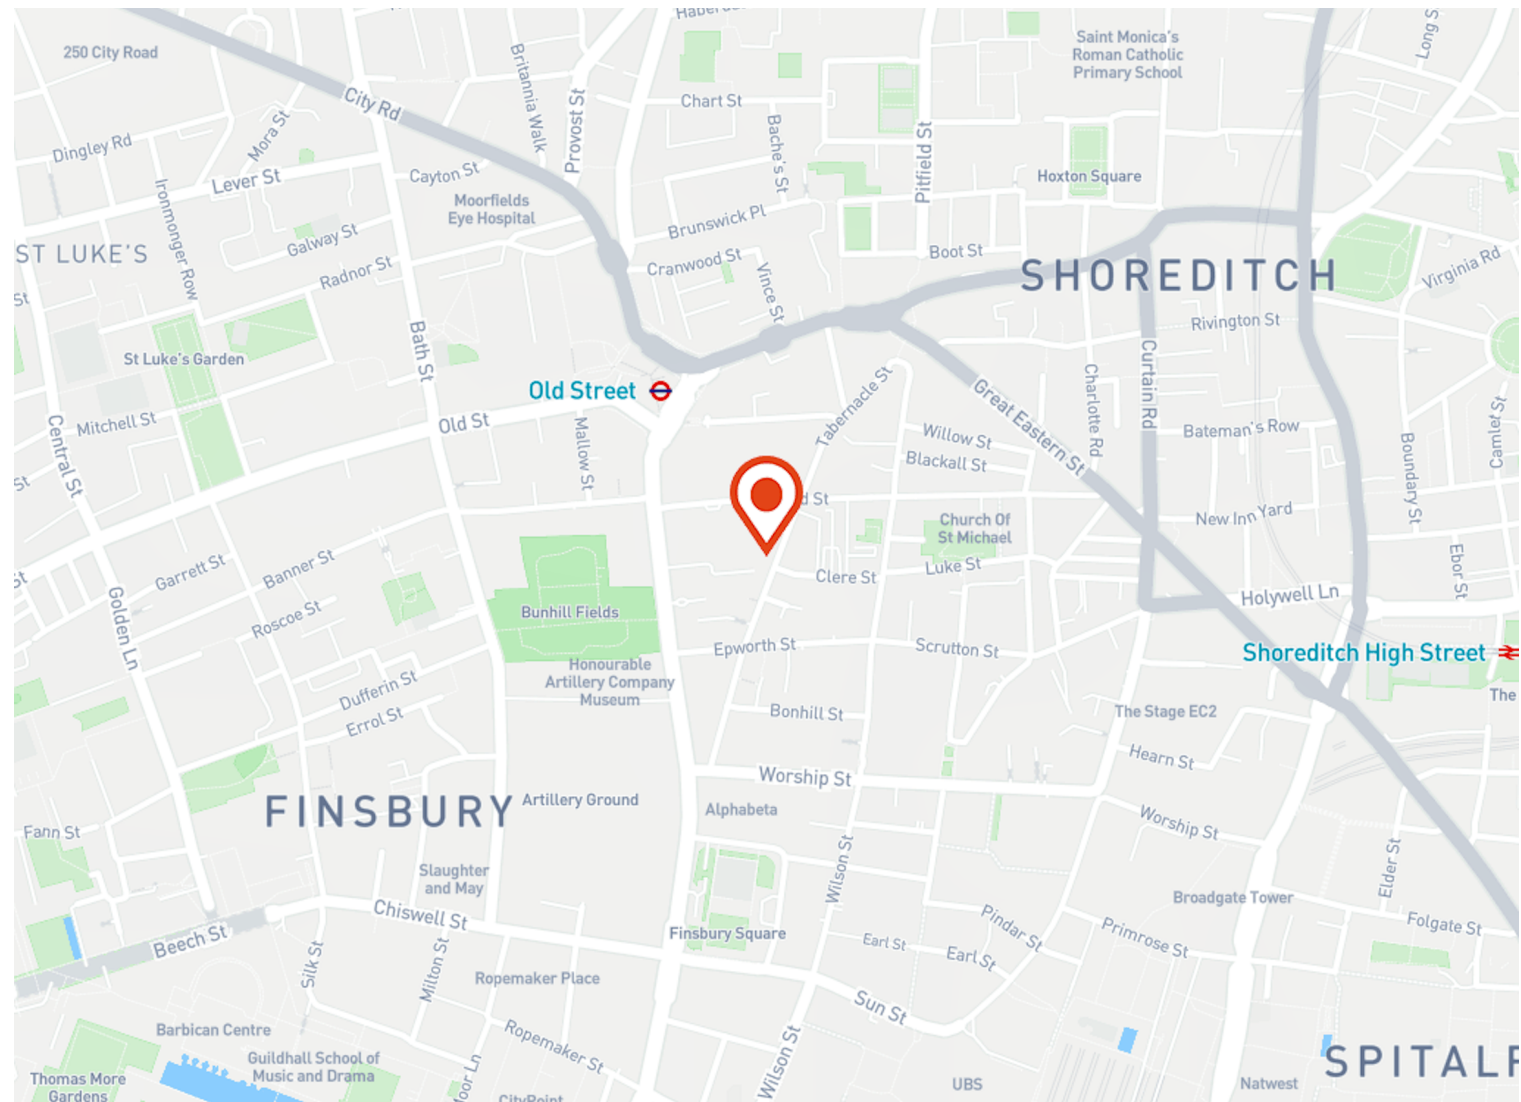 Haberdas
250 City Road
Saint Monica's
Roman Catholic
Primary School
Long S
City Rd
Britannia Walk
Provost St
Chart St
Bache's St
Pitfield St
Mora St
Dingley Rd
Lever St
Cayton St
Hoxton Square
Ironmonger Row
Moorfields
Eye Hospital
Brunswick Pl
Galway St
ST LUKE'S
Radnor St
Cranwood St
Vince St
Boot St
SHOREDITCH
Virginia Rd
St
Rivington St
Bath St
St Luke's Garden
Curtain Rd
Old Street
Tabernacle St
Great Eastern St
Charlotte Rd
Camlet St
Mitchell St
Old St
Mallow St
Willow St
Bateman's Row
Boundary St
Central St
Blackall St
St
d St
New Inn Yard
Church Of
St Michael
Garrett St
Banner St
Clere St
Luke St
Ebor St
St
Golden Ln
Roscoe St
Bunhill Fields
Holywell Ln
Epworth St
Scrutton St
Shoreditch High Street
Honourable
Artillery Company
Museum
Dufferin St
The
Errol St
Bonhill St
The Stage EC2
Hearn St
Worship St
FINSBURY
Artillery Ground
Alphabeta
Worship St
Fann St
Slaughter
and May
Wilson St
Elder St
Broadgate Tower
Chiswell St
Pindar St
Primrose St
Folgate St
Beech St
Finsbury Square
Earl St
Earl St
Silk St
Milton St
Ropemaker Place
Sun St
Barbican Centre
Ropemaker St
Wilson St
Guildhall School of
Music and Drama
SPITALF
Thomas More
Gardens
Moor Ln
UBS
Natwest
CityPoint